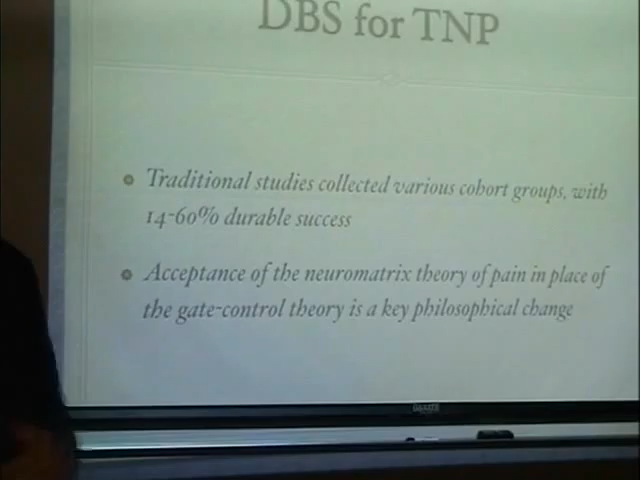 DBS for TNP
Traditional studies collected various cohort groups, with
14-60% durable success
Acceptance of the neuromatrix theory of pain in place of
the gate-control theory is a key philosophical change